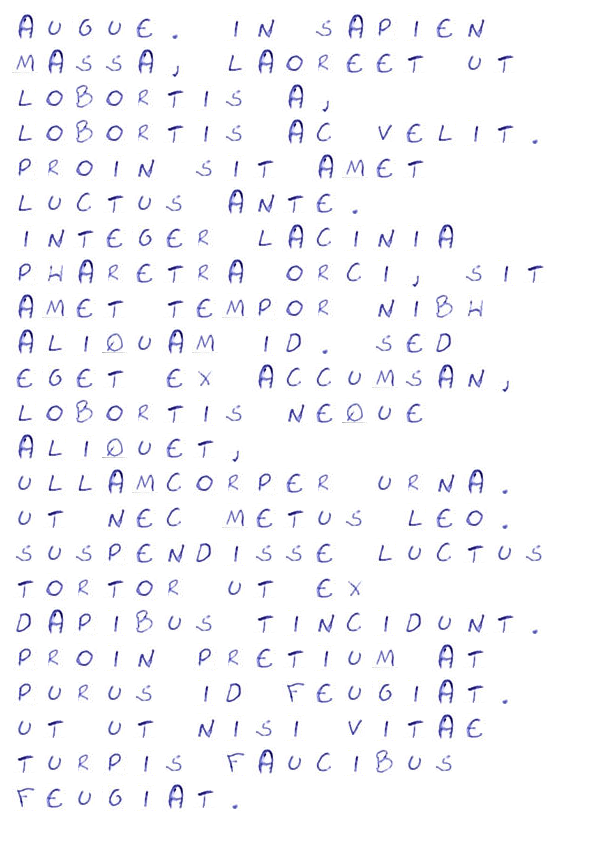 AUGUE. IN SAPIEN
MASSA, LAOREET UT
LOBORTIS A,
LOBORTIS AC VELIT.
PROIN SIT AMET
LUCTUS ANTE.
INTEGER LACINIA
PHARETRA ORCI, SIT
AMET TEMPOR NIBH
ALIQUAM ID. SED
EGET EX ACCUMSAN,
LOBORTIS NEQUE
ALIQUET,
ULLAMCORPER URNA.
UT NEC METUS LEO.
SUSPENDISSE LUCTUS
TORTOR UT EX
DAPIBUS TINCIDUNT.
PROIN PRETIUM AT
PURUS ID FEUGIAT.
UT UT NISI VITAE
TURPIS FAUCIBUS
FEUGIAT.